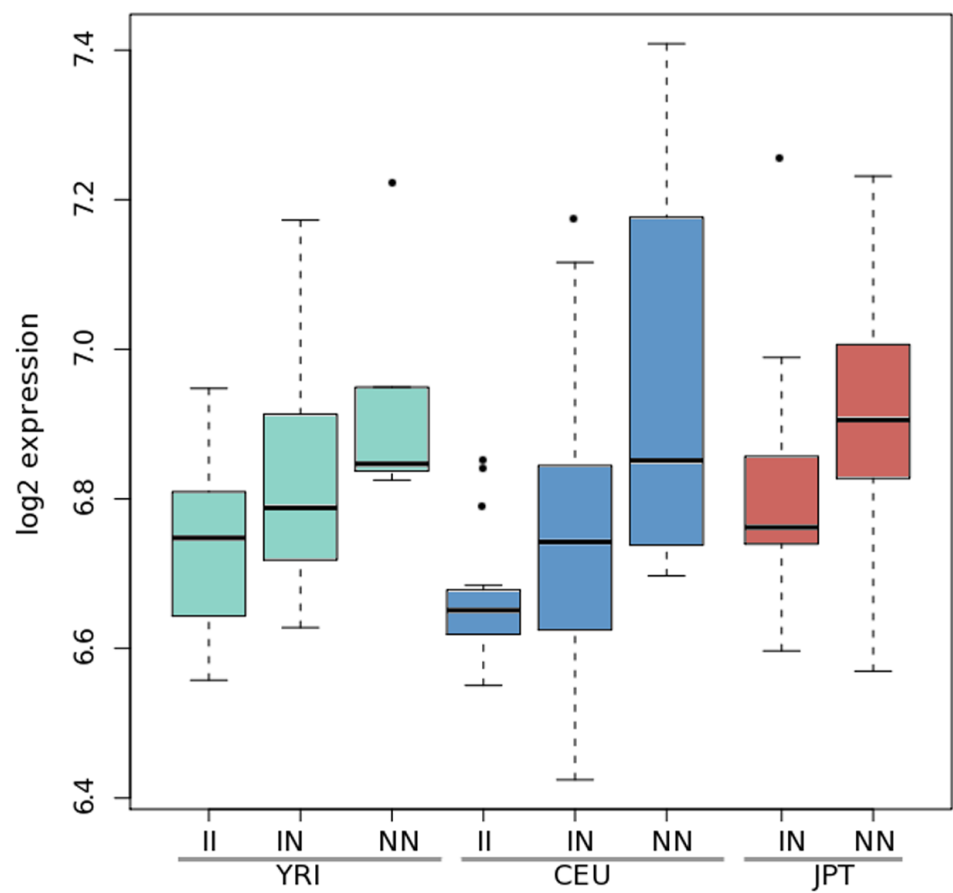 7.4
7.2
7.0
6.8
6.6
6.4
log2 expression
II IN NN II IN NN IN NN
YRI CEU JPT